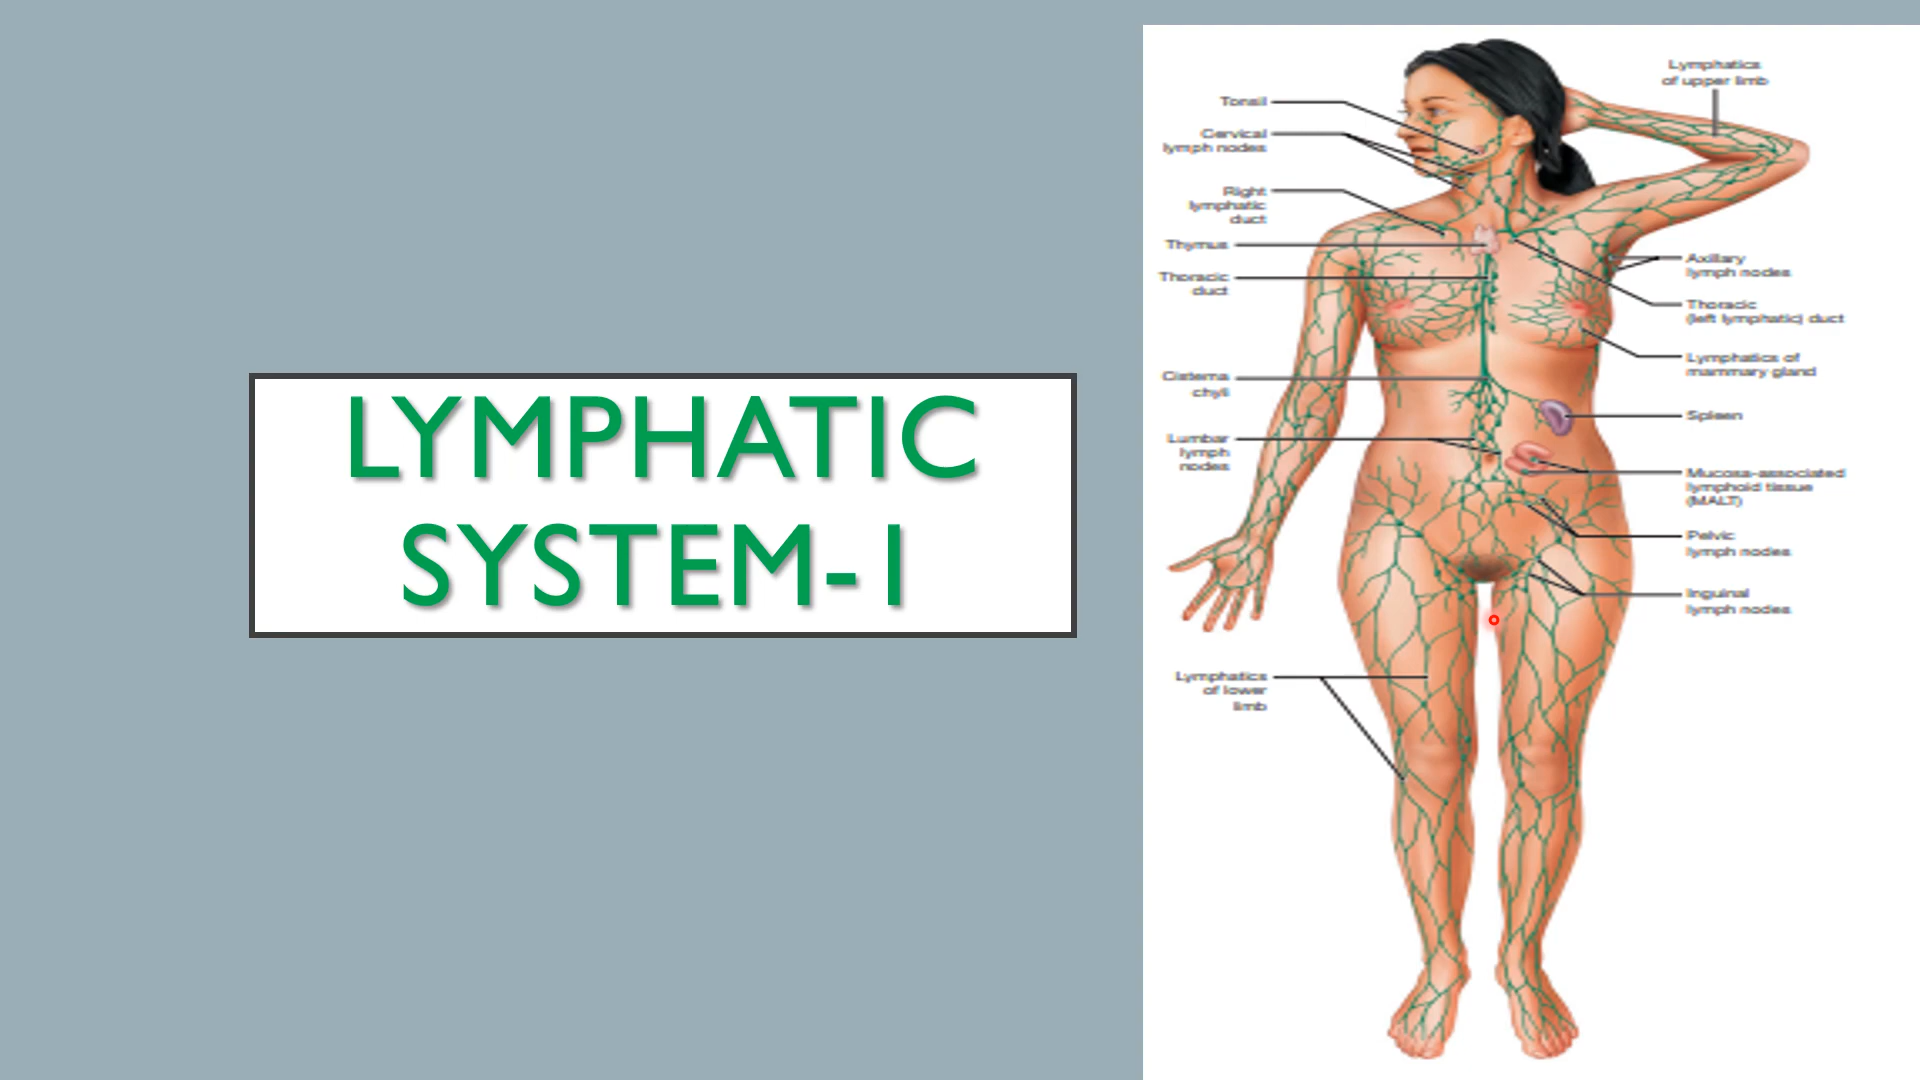 LYMPHATIC
SYSTEM-1
Tonsil
Cervical
lymph nodes
Right
lymphatic
duct
Thymus
Thoracic
duct
Cisterna
chyli
Lumbar
lymph
nodes
Lymphatics
of lower
limb
Lymphatics
of upper limb
Axillary
lymph nodes
Thoracic
(left lymphatic) duct
Lymphatics of
mammary gland
Spleen
Mucosa-associated
lymphoid tissue
(MALT)
Pelvic
lymph nodes
Inguinal
lymph nodes